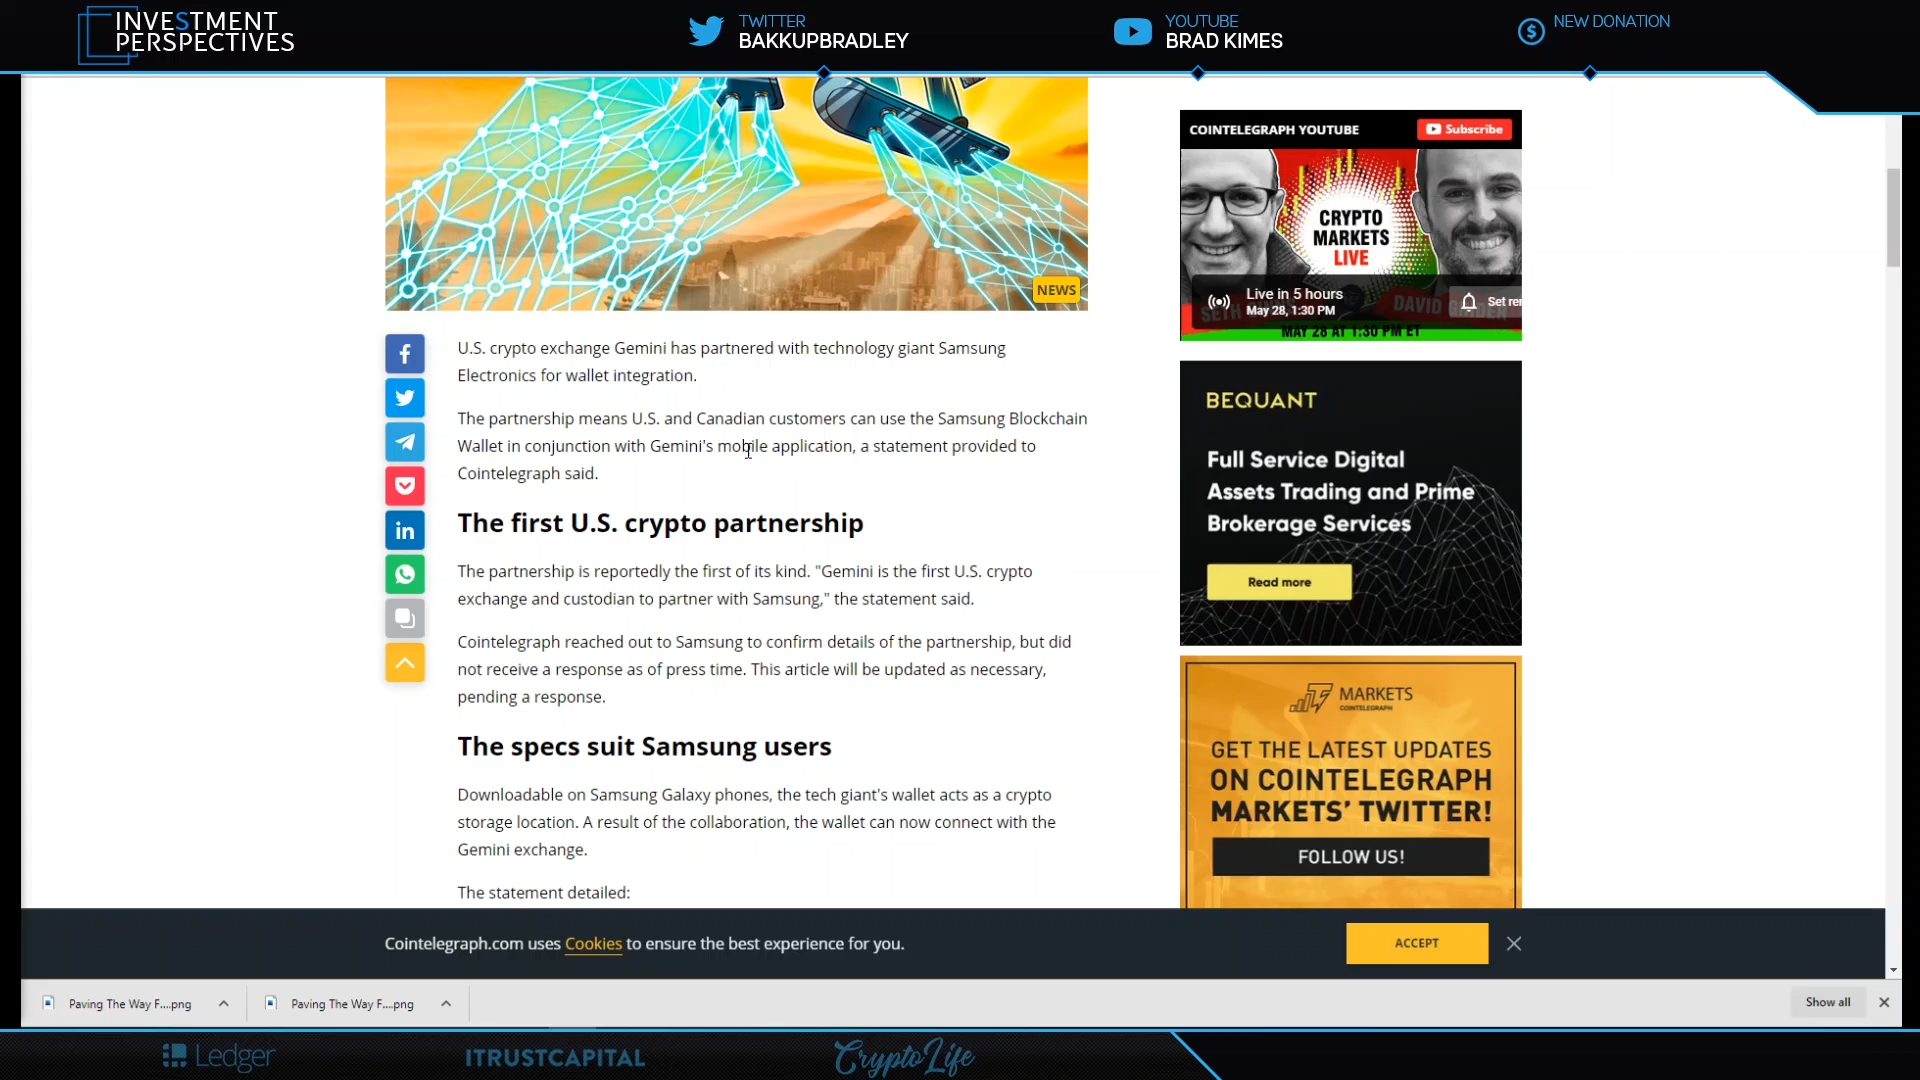 INVESTMENT
PERSPECTIVES
TWITTER
BAKKUPBRADLEY
YOUTUBE
BRAD KIMES
NEW DONATION
NEWS
U.S. crypto exchange Gemini has partnered with technology giant Samsung
Electronics for wallet integration.
The partnership means U.S. and Canadian customers can use the Samsung Blockchain
Wallet in conjunction with Gemini's mobile application, a statement provided to
Cointelegraph said.
The first U.S. crypto partnership
The partnership is reportedly the first of its kind. "Gemini is the first U.S. crypto
exchange and custodian to partner with Samsung," the statement said.
Cointelegraph reached out to Samsung to confirm details of the partnership, but did
not receive a response as of press time. This article will be updated as necessary,
pending a response.
The specs suit Samsung users
Downloadable on Samsung Galaxy phones, the tech giant's wallet acts as a crypto
storage location. A result of the collaboration, the wallet can now connect with the
Gemini exchange.
The statement detailed:
COINTELEGRAPH YOUTUBE
Subscribe
CRYPTO
MARKETS
LIVE
Live in 5 hours
May 28, 1:30 PM
Set rer
SETH
DAVID
MAY 28 AT 1:30 PM ET
BEQUANT
Full Service Digital
Assets Trading and Prime
Brokerage Services
Read more
MARKETS
COINTELEGRAPH
GET THE LATEST UPDATES
ON COINTELEGRAPH
MARKETS' TWITTER!
FOLLOW US!
Cointelegraph.com uses Cookies to ensure the best experience for you.
ACCEPT
Paving The Way F....png
Paving The Way F....png
Show all
Ledger
ITRUSTCAPITAL
CryptoLife